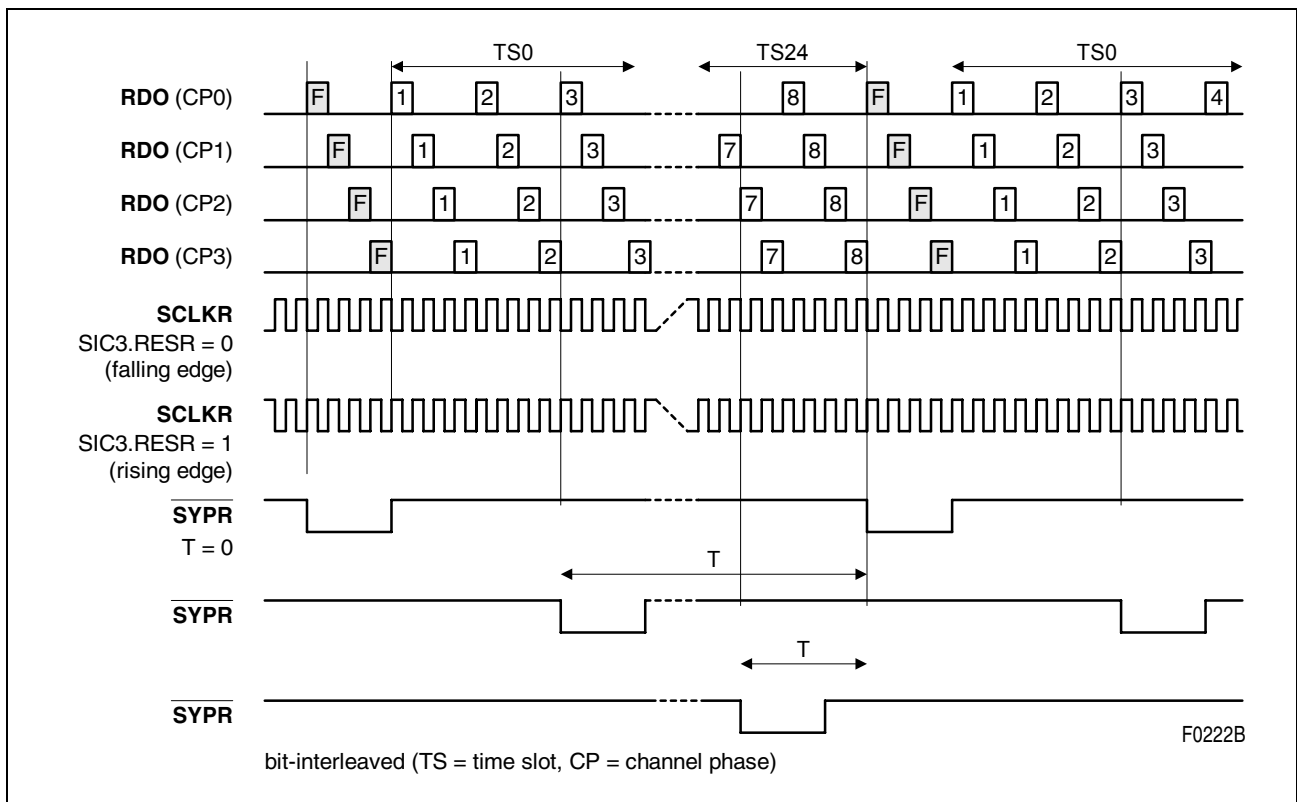 TS0 TS24 TS0
RDO (CP0) F 1 2 3 8 F 1 2 3 4
RDO (CP1) F 1 2 3 7 8 F 1 2 3
RDO (CP2) F 1 2 3 7 8 F 1 2 3
RDO (CP3) F 1 2 3 7 8 F 1 2 3
SCLKR
SIC3.RESR = 0
(falling edge)
SCLKR
SIC3.RESR = 1
(rising edge)
SYPR
T = 0
T
SYPR
T
SYPR
F0222B
bit-interleaved (TS = time slot, CP = channel phase)